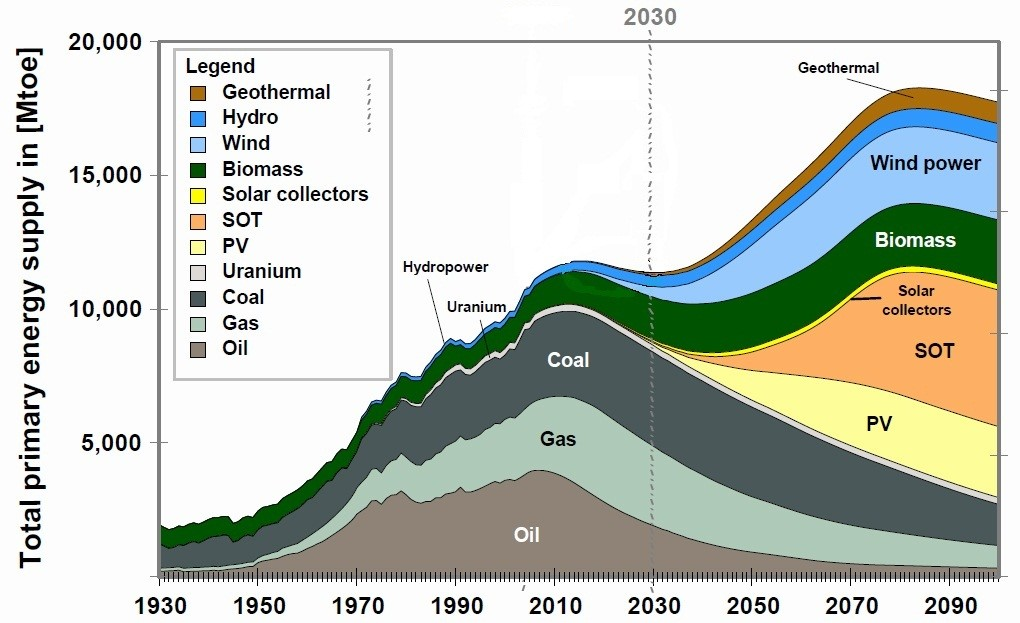 2030
Total primary energy supply in [Mtoe]
20,000
15,000
10,000
5,000
Legend
Geothermal
Hydro
Wind
Biomass
Solar collectors
SOT
PV
Uranium
Coal
Gas
Oil
Geothermal
Wind power
Biomass
Solar
collectors
SOT
PV
Hydropower
Uranium
Coal
Gas
Oil
1930 1950 1970 1990 2010 2030 2050 2070 2090